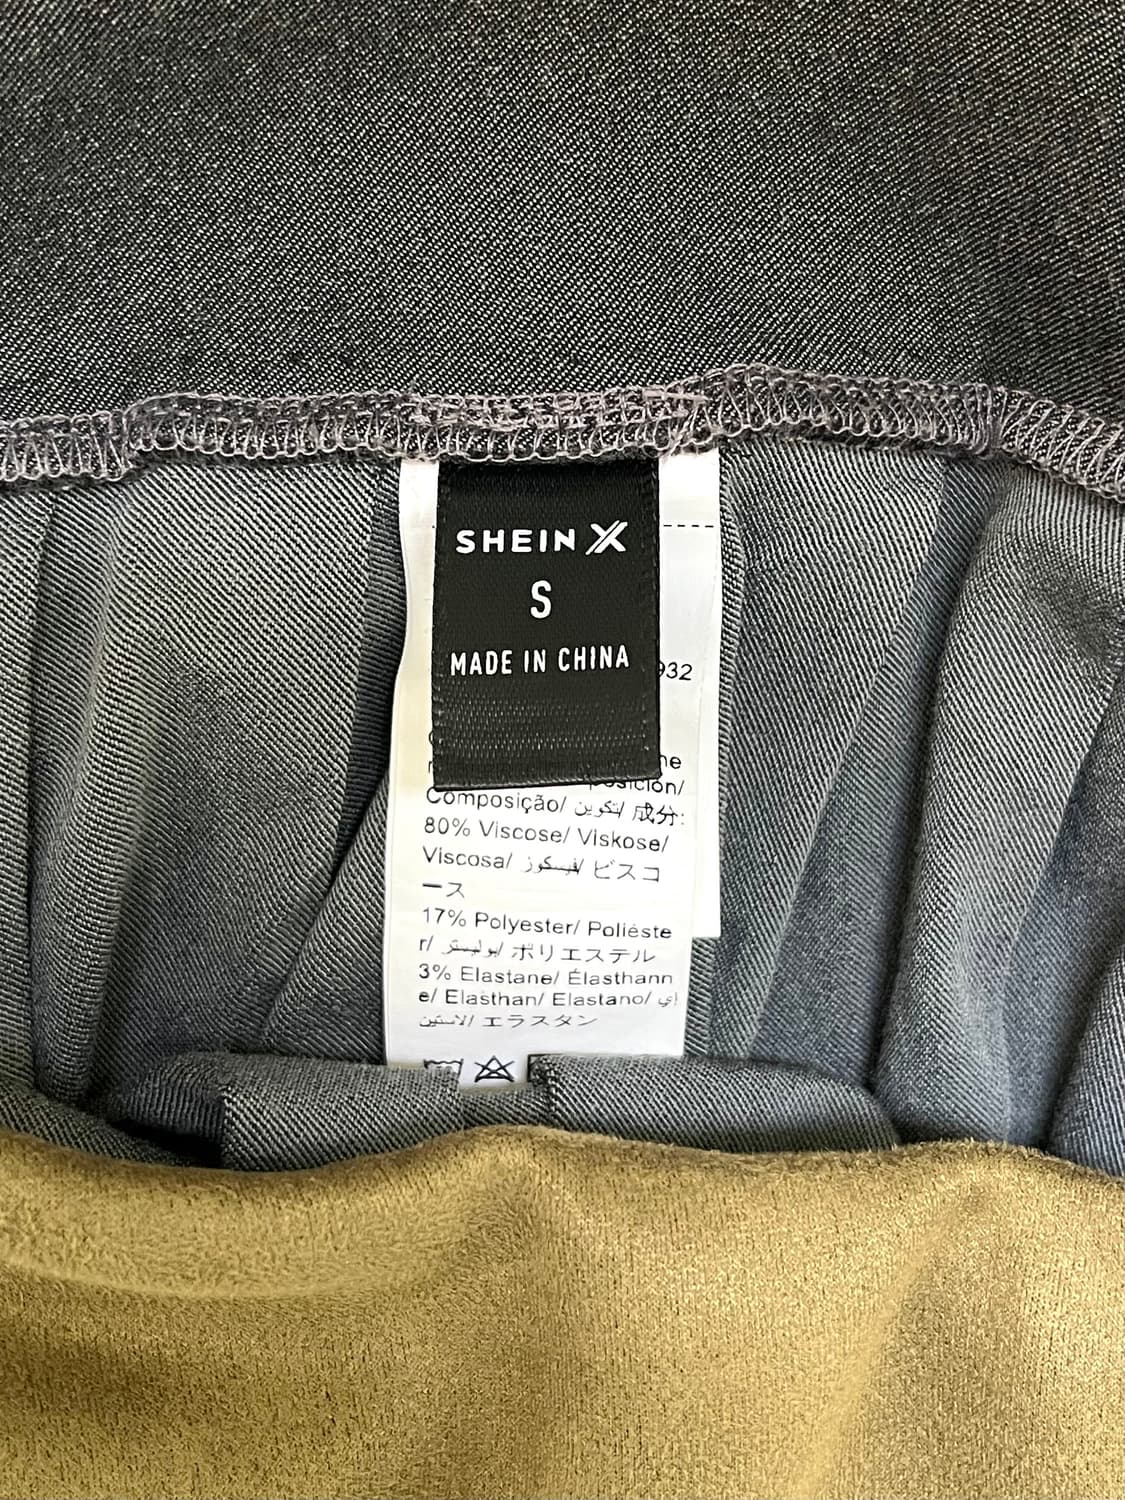 SHEIN X
S
MADE IN CHINA
932
Composição/ تكوين/ 成分:
80% Viscose/ Viskose/
Viscosa/ فيسكوز/ ビスコ
ース
17% Polyester/ Poliéste
r/ بوليستر/ ポリエステル
3% Elastane/ Élasthann
e/ Elasthan/ Elastano/ إي
لاستين/ エラスタン